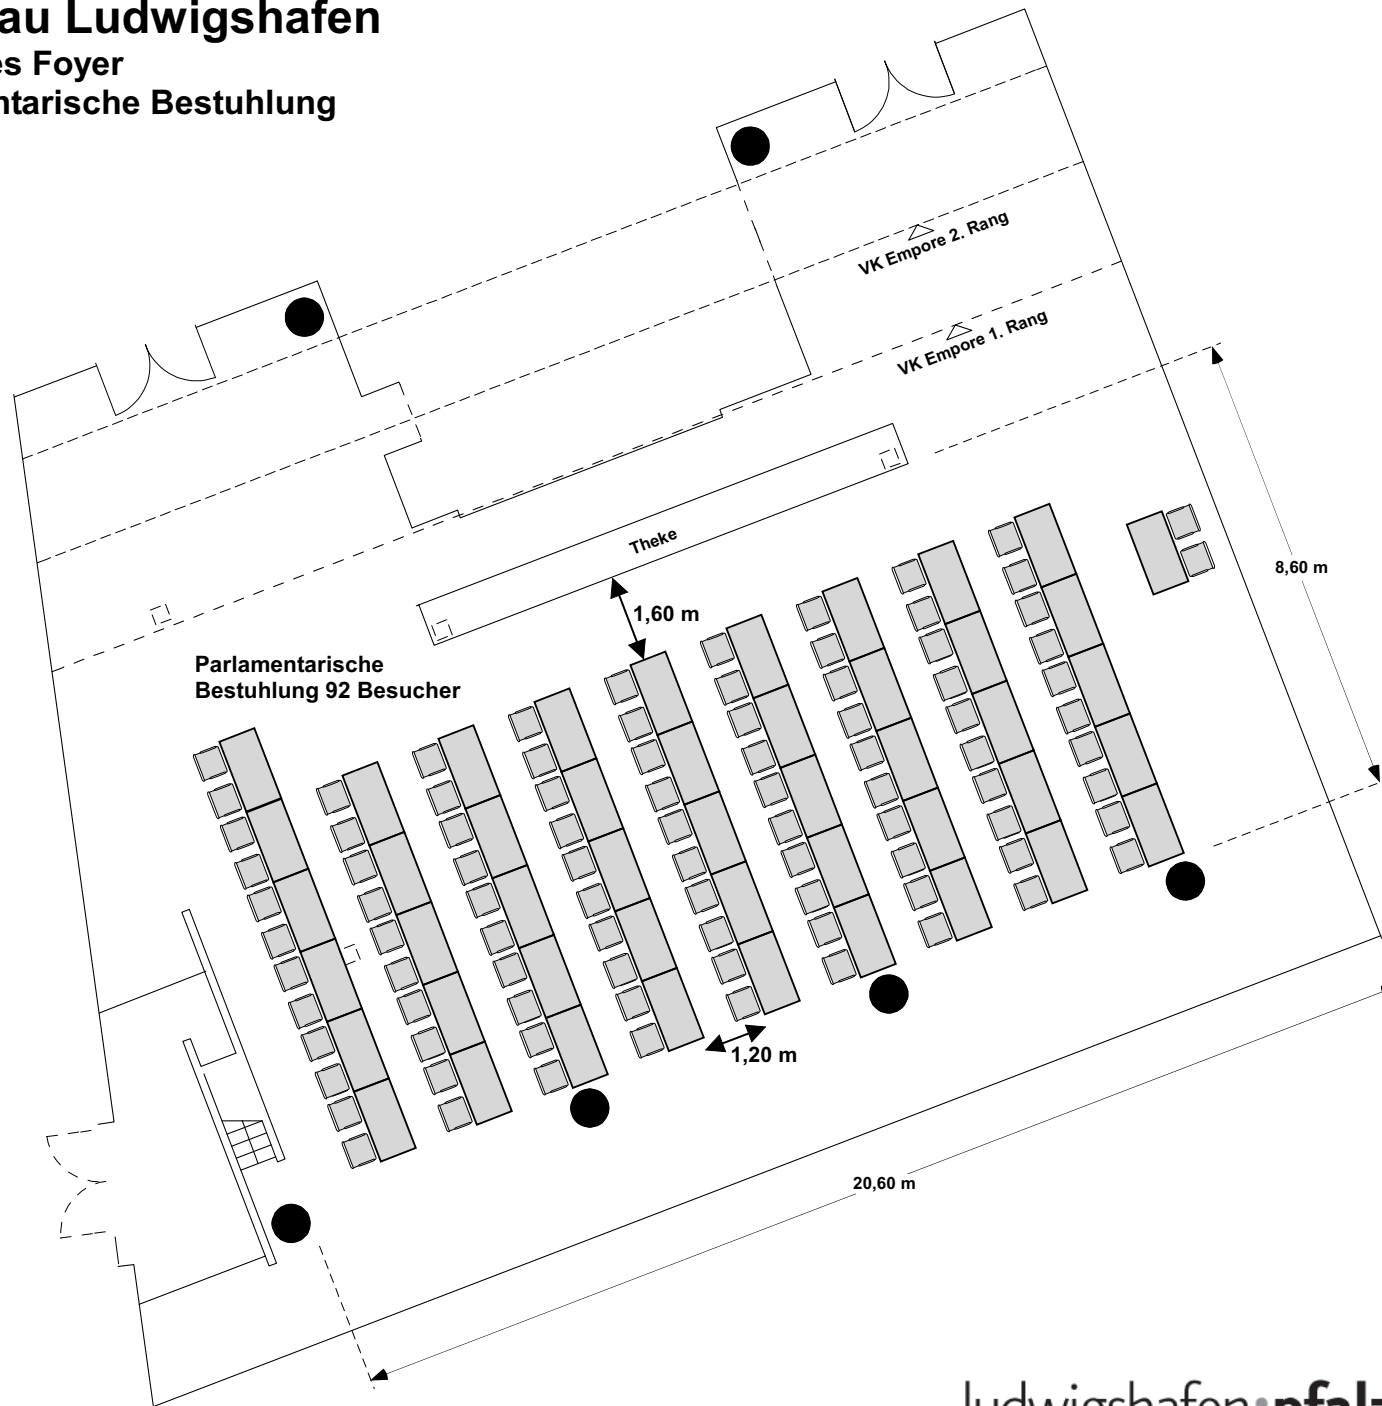 au Ludwigshafen
es Foyer
ntarische Bestuhlung
VK Empore 2. Rang
VK Empore 1. Rang
Theke
8,60 m
1,60 m
Parlamentarische
Bestuhlung 92 Besucher
1,20 m
20,60 m
ludwigshafen:pfalz